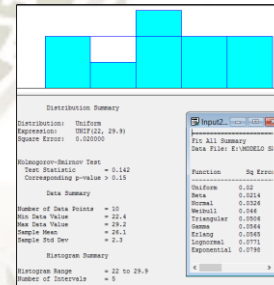 Distribution Summary
Distribution: Uniform
Expression: UNIF(22, 29.9)
Square Error: 0.020000
Kolmogorov-Smirnov Test
Test Statistic = 0.142
Corresponding p-value > 0.15
Data Summary
Number of Data Points = 10
Min Data Value = 22.4
Max Data Value = 29.2
Sample Mean = 26.1
Sample Std Dev = 2.3
Histogram Summary
Histogram Range = 22 to 29.9
Number of Intervals = 5
Input2...
Fit All Summary
Data File: E:\MODELO SI
Function Sq Error
Uniform 0.02
Beta 0.0214
Normal 0.0326
Weibull 0.046
Triangular 0.0506
Gamma 0.0564
Erlang 0.0565
Lognormal 0.0771
Exponential 0.0798